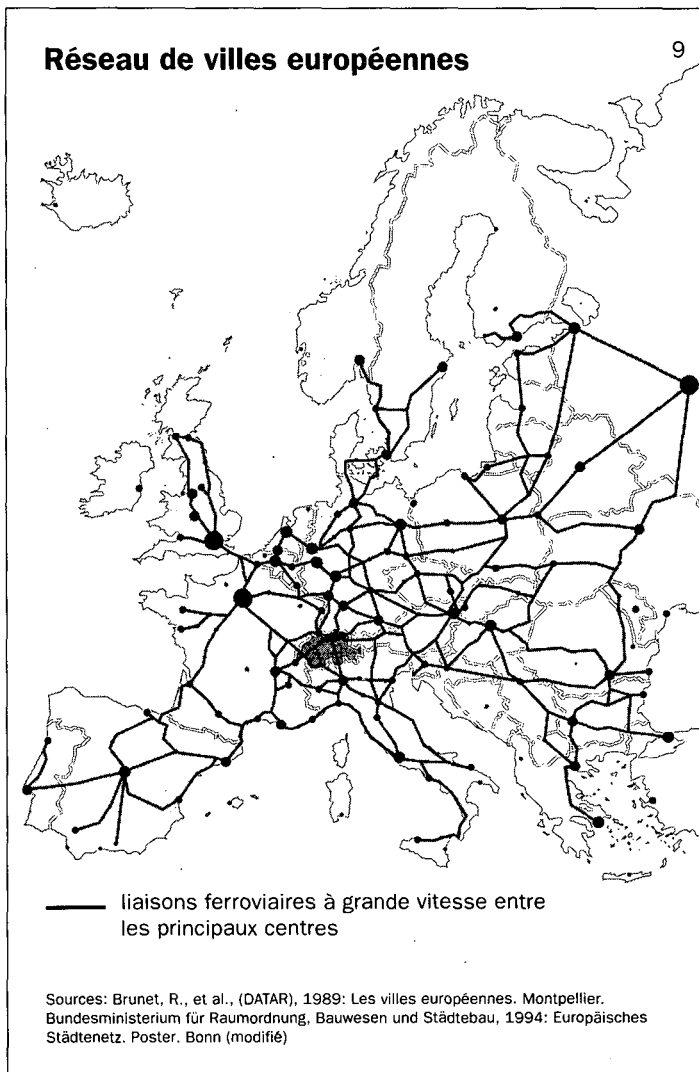 Réseau de villes européennes
9
liaisons ferroviaires à grande vitesse entre
les principaux centres
Sources: Brunet, R., et al., (DATAR), 1989: Les villes européennes. Montpellier.
Bundesministerium für Raumordnung, Bauwesen und Städtebau, 1994: Europäisches
Städtenetz. Poster. Bonn (modifié)